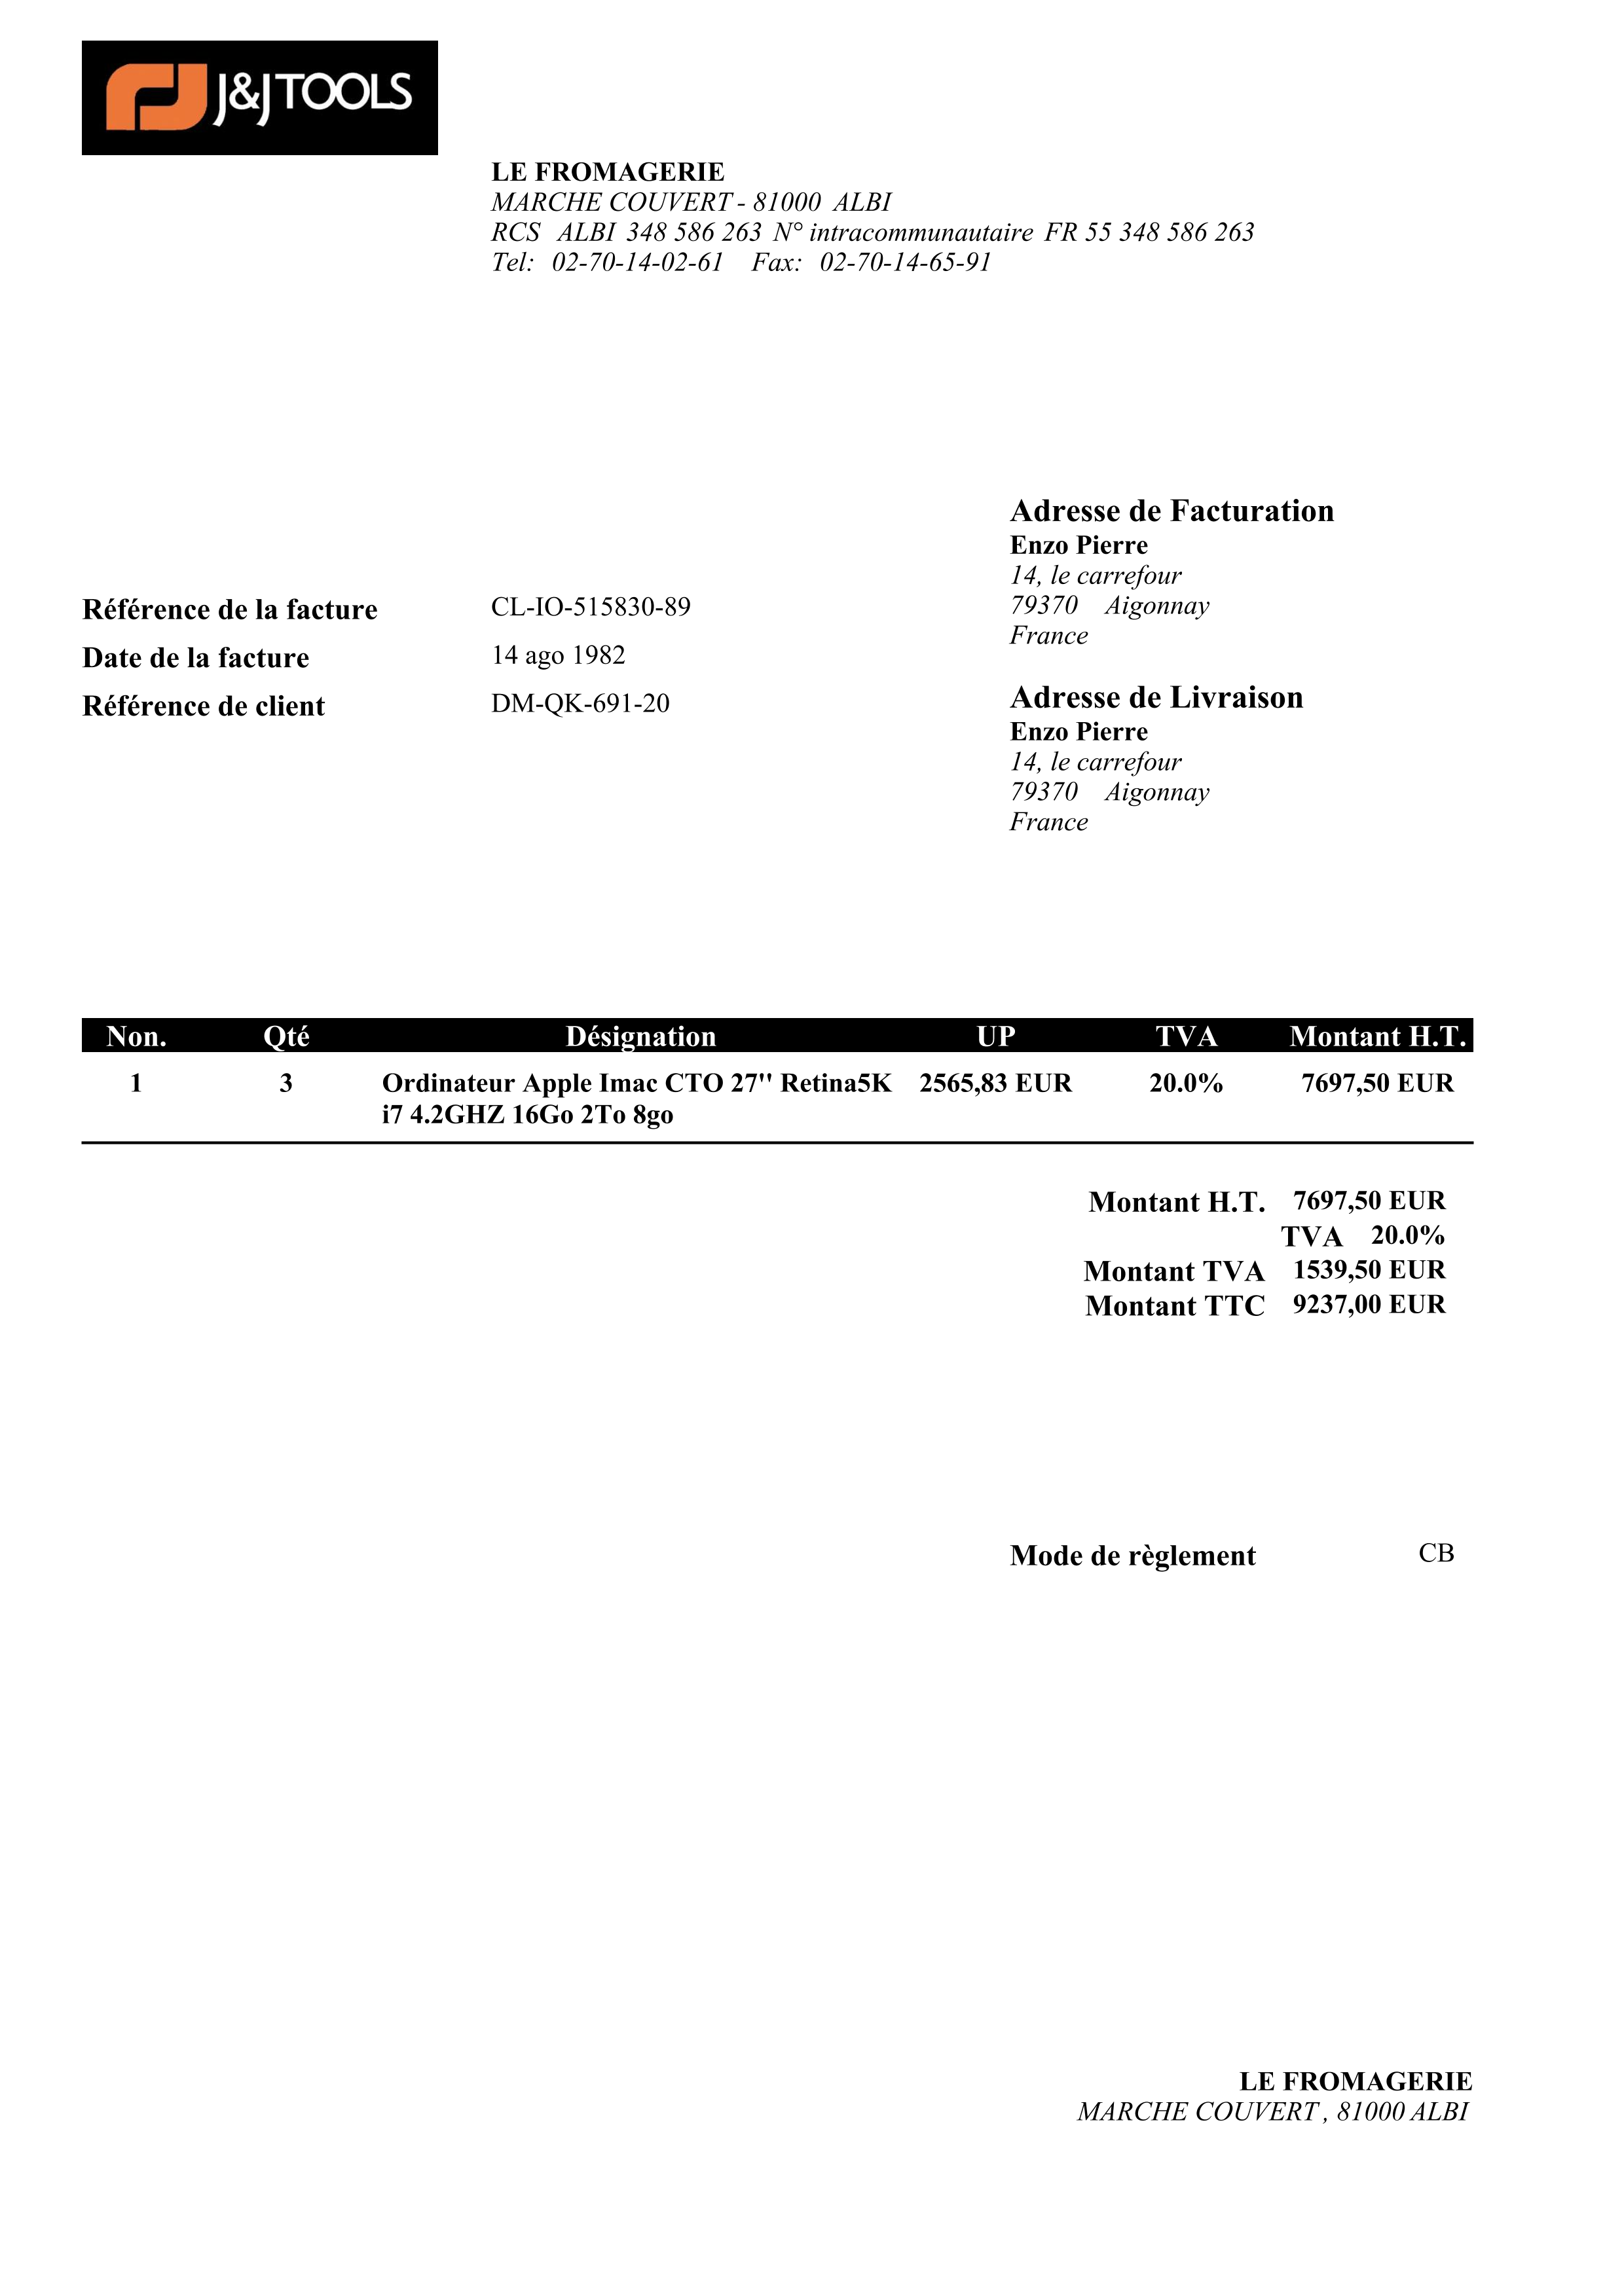 J&J TOOLS
LE FROMAGERIE
MARCHE COUVERT - 81000 ALBI
RCS ALBI 348 586 263 N° intracommunautaire FR 55 348 586 263
Tel: 02-70-14-02-61 Fax: 02-70-14-65-91
Adresse de Facturation
Enzo Pierre
14, le carrefour
79370 Aigonnay
France
Référence de la facture CL-IO-515830-89
Date de la facture 14 ago 1982
Référence de client DM-QK-691-20
Adresse de Livraison
Enzo Pierre
14, le carrefour
79370 Aigonnay
France
Non. Qté Désignation UP TVA Montant H.T.
1 3 Ordinateur Apple Imac CTO 27'' Retina5K 2565,83 EUR 20.0% 7697,50 EUR
i7 4.2GHZ 16Go 2To 8go
Montant H.T. 7697,50 EUR
TVA 20.0%
Montant TVA 1539,50 EUR
Montant TTC 9237,00 EUR
Mode de règlement CB
LE FROMAGERIE
MARCHE COUVERT , 81000 ALBI